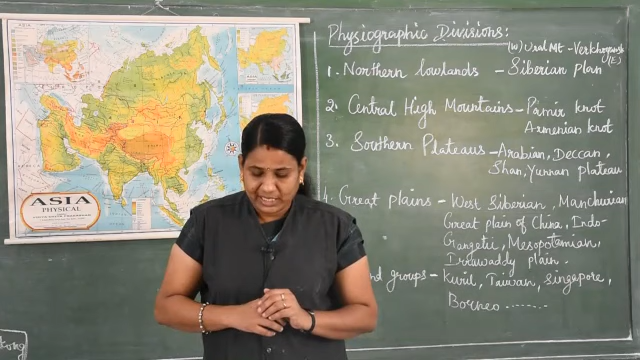 ASIA
PHYSICAL
Physiographic Divisions:
(W) Ural Mt - Verkhoyansk (E)
1. Northern lowlands - Siberian plain
2. Central High Mountains - Pamir knot
Armenian knot
3. Southern Plateaus - Arabian, Deccan,
Shan, Yunnan plateau
4. Great plains - West Siberian, Manchurian
Great plain of China, Indo-
Gangetic, Mesopotamian,
Irrawaddy plain.
nd groups - Kuril, Taiwan, Singapore,
Borneo ........